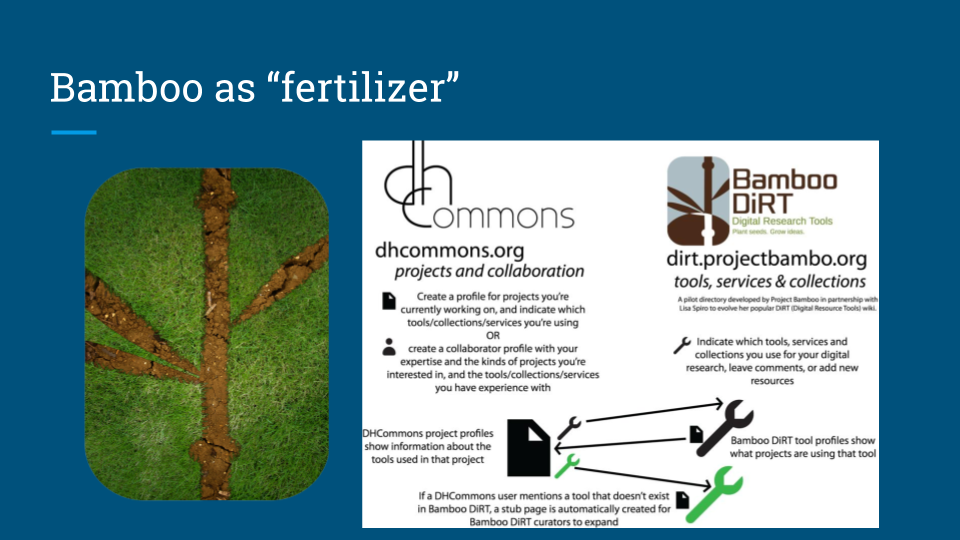 Bamboo as “fertilizer”
dh
Commons
dhcommons.org
projects and collaboration
Create a profile for projects you’re
currently working on, and indicate which
tools/collections/services you’re using
OR
create a collaborator profile with your
expertise and the kinds of projects you’re
interested in, and the tools/collections/services
you have experience with
Bamboo
DiRT
Digital Research Tools
Plant seeds. Grow ideas.
dirt.projectbambo.org
tools, services & collections
A pilot directory developed by Project Bamboo in partnership with
Lisa Spiro to evolve her popular DiRT (Digital Resource Tools) wiki.
Indicate which tools, services and
collections you use for your digital
research, leave comments, or add new
resources
DHCommons project profiles
show information about the
tools used in that project
Bamboo DiRT tool profiles show
what projects are using that tool
If a DHCommons user mentions a tool that doesn’t exist
in Bamboo DiRT, a stub page is automatically created for
Bamboo DiRT curators to expand